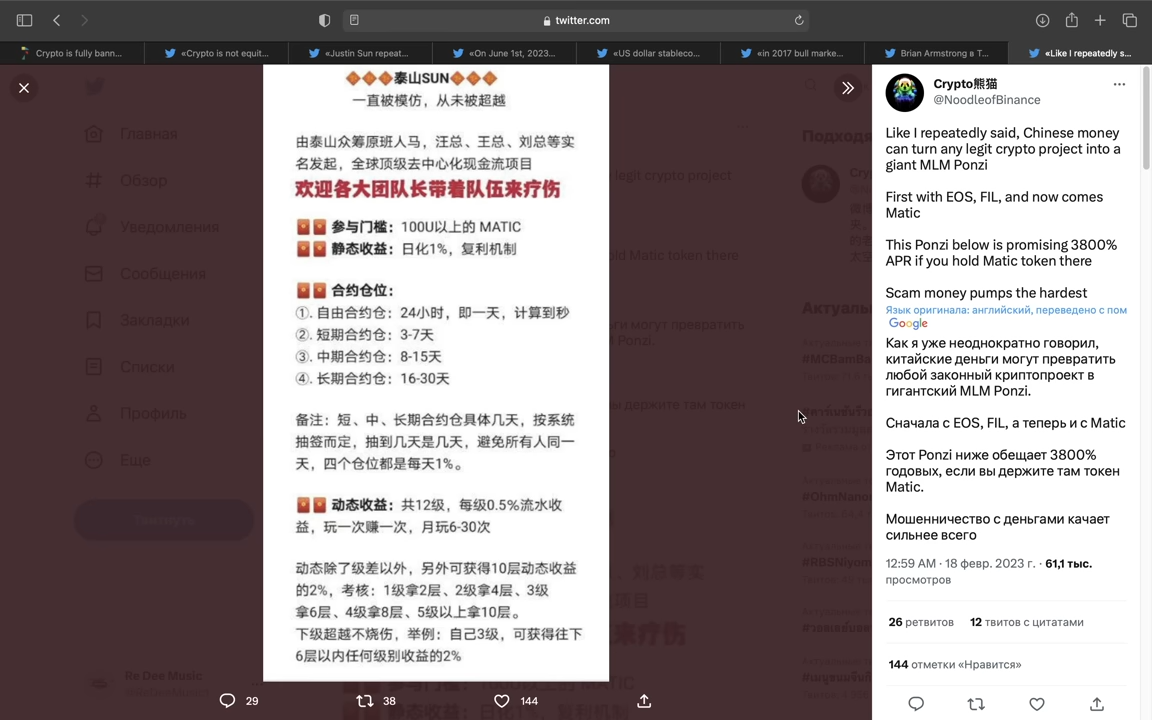 twitter.com
Crypto is fully bann...
«Crypto is not equit...
«Justin Sun repeat...
«On June 1st, 2023...
«US dollar stableco...
«in 2017 bull marke...
Brian Armstrong в T...
«Like I repeatedly s...
Главная
Обзор
Уведомления
Сообщения
Закладки
Списки
Профиль
Еще
Твитнуть
Re Dee Music
泰山SUN
一直被模仿，从未被超越
由泰山众筹原班人马，汪总、王总、刘总等实
名发起，全球顶级去中心化现金流项目
欢迎各大团队长带着队伍来疗伤
参与门槛：100U以上的 MATIC
静态收益：日化1%，复利机制
合约仓位：
①. 自由合约仓：24小时，即一天，计算到秒
②. 短期合约仓：3-7天
③. 中期合约仓：8-15天
④. 长期合约仓：16-30天
备注：短、中、长期合约仓具体几天，按系统
抽签而定，抽到几天是几天，避免所有人同一
天，四个仓位都是每天1%。
动态收益：共12级，每级0.5%流水收
益，玩一次赚一次，月玩6-30次
动态除了级差以外，另外可获得10层动态收益
的2%，考核：1级拿2层、2级拿4层、3级
拿6层、4级拿8层、5级以上拿10层。
下级超越不烧伤，举例：自己3级，可获得往下
6层以内任何级别收益的2%
29
38
144
Crypto熊猫
@NoodleofBinance
Like I repeatedly said, Chinese money
can turn any legit crypto project into a
giant MLM Ponzi
First with EOS, FIL, and now comes
Matic
This Ponzi below is promising 3800%
APR if you hold Matic token there
Scam money pumps the hardest
Язык оригинала: английский, переведено с пом
Google
Как я уже неоднократно говорил,
китайские деньги могут превратить
любой законный криптопроект в
гигантский MLM Ponzi.
Сначала с EOS, FIL, а теперь и с Matic
Этот Ponzi ниже обещает 3800%
годовых, если вы держите там токен
Matic.
Мошенничество с деньгами качает
сильнее всего
12:59 AM · 18 февр. 2023 г. · 61,1 тыс.
просмотров
26 ретвитов 12 твитов с цитатами
144 отметки «Нравится»